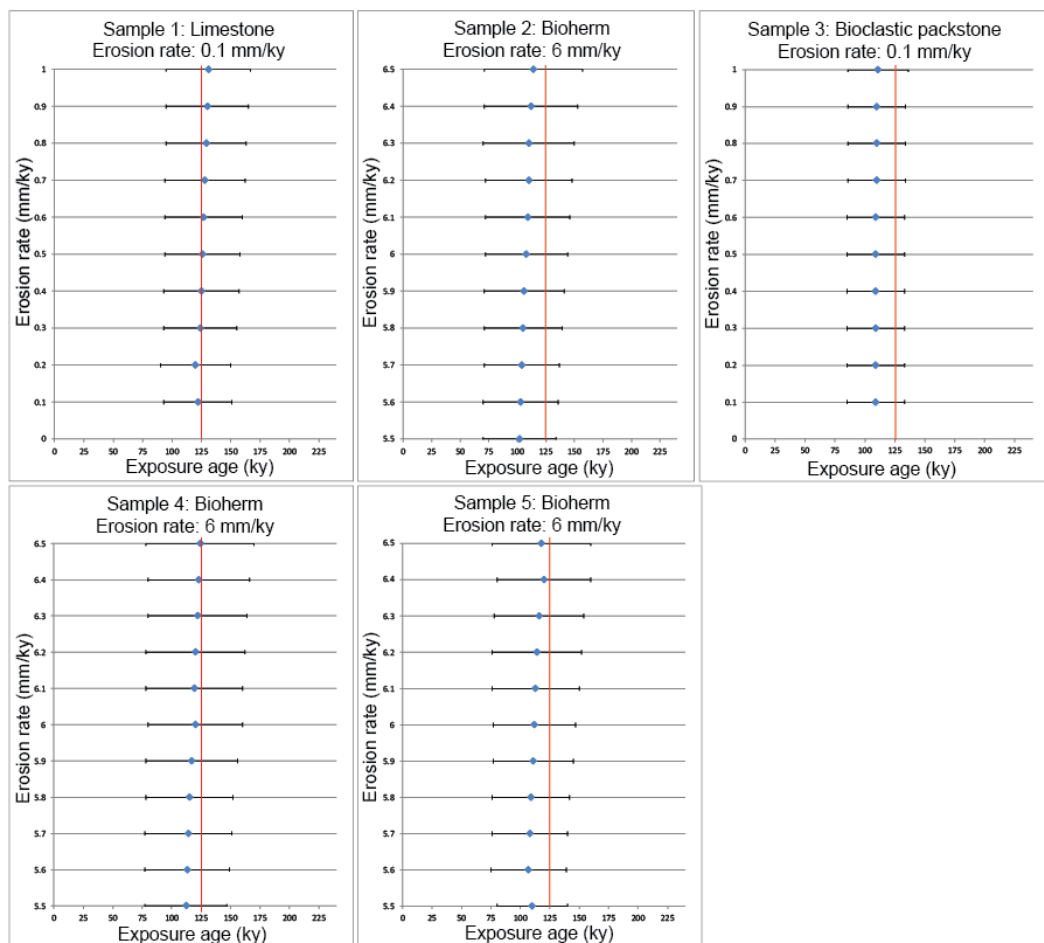 Sample 1: Limestone
Erosion rate: 0.1 mm/ky
Erosion rate (mm/ky)
1
0.9
0.8
0.7
0.6
0.5
0.4
0.3
0.2
0.1
0
0 25 50 75 100 125 150 175 200 225
Exposure age (ky)
Sample 2: Bioherm
Erosion rate: 6 mm/ky
Erosion rate (mm/ky)
6.5
6.4
6.3
6.2
6.1
6
5.9
5.8
5.7
5.6
5.5
0 25 50 75 100 125 150 175 200 225
Exposure age (ky)
Sample 3: Bioclastic packstone
Erosion rate: 0.1 mm/ky
Erosion rate (mm/ky)
1
0.9
0.8
0.7
0.6
0.5
0.4
0.3
0.2
0.1
0
0 25 50 75 100 125 150 175 200 225
Exposure age (ky)
Sample 4: Bioherm
Erosion rate: 6 mm/ky
Erosion rate (mm/ky)
6.5
6.4
6.3
6.2
6.1
6
5.9
5.8
5.7
5.6
5.5
0 25 50 75 100 125 150 175 200 225
Exposure age (ky)
Sample 5: Bioherm
Erosion rate: 6 mm/ky
Erosion rate (mm/ky)
6.5
6.4
6.3
6.2
6.1
6
5.9
5.8
5.7
5.6
5.5
0 25 50 75 100 125 150 175 200 225
Exposure age (ky)